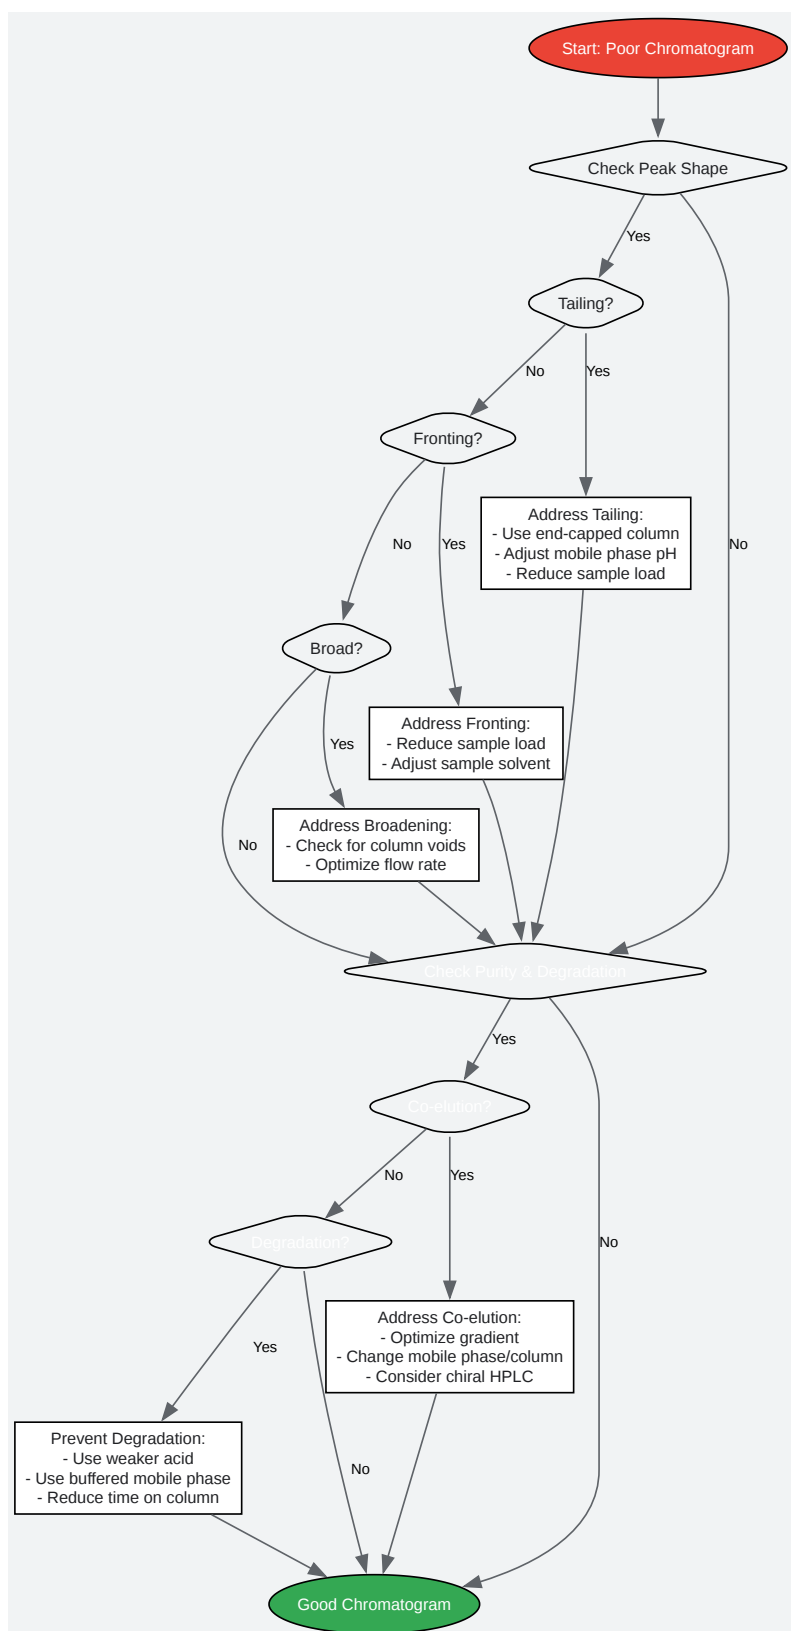 Start: Poor Chromatogram
Check Peak Shape
Yes
Tailing?
No
Yes
Fronting?
No
Yes
No
Address Tailing:
- Use end-capped column
- Adjust mobile phase pH
- Reduce sample load
Broad?
Yes
Address Fronting:
- Reduce sample load
- Adjust sample solvent
No
Address Broadening:
- Check for column voids
- Optimize flow rate
Check Purity & Degradation
Yes
Co-elution?
No
Yes
Degradation?
No
Yes
Address Co-elution:
- Optimize gradient
- Change mobile phase/column
- Consider chiral HPLC
Prevent Degradation:
- Use weaker acid
- Use buffered mobile phase
- Reduce time on column
No
Good Chromatogram